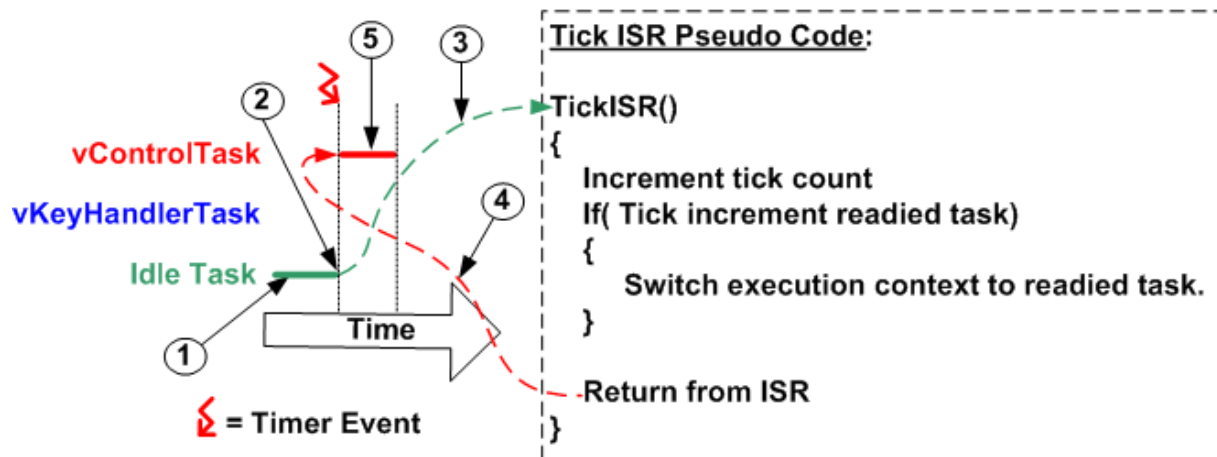 5
3
2
vControlTask
vKeyHandlerTask
4
Idle Task
Time
1
= Timer Event
Tick ISR Pseudo Code:
TickISR()
{
Increment tick count
If( Tick increment readied task)
{
Switch execution context to readied task.
}
Return from ISR
}